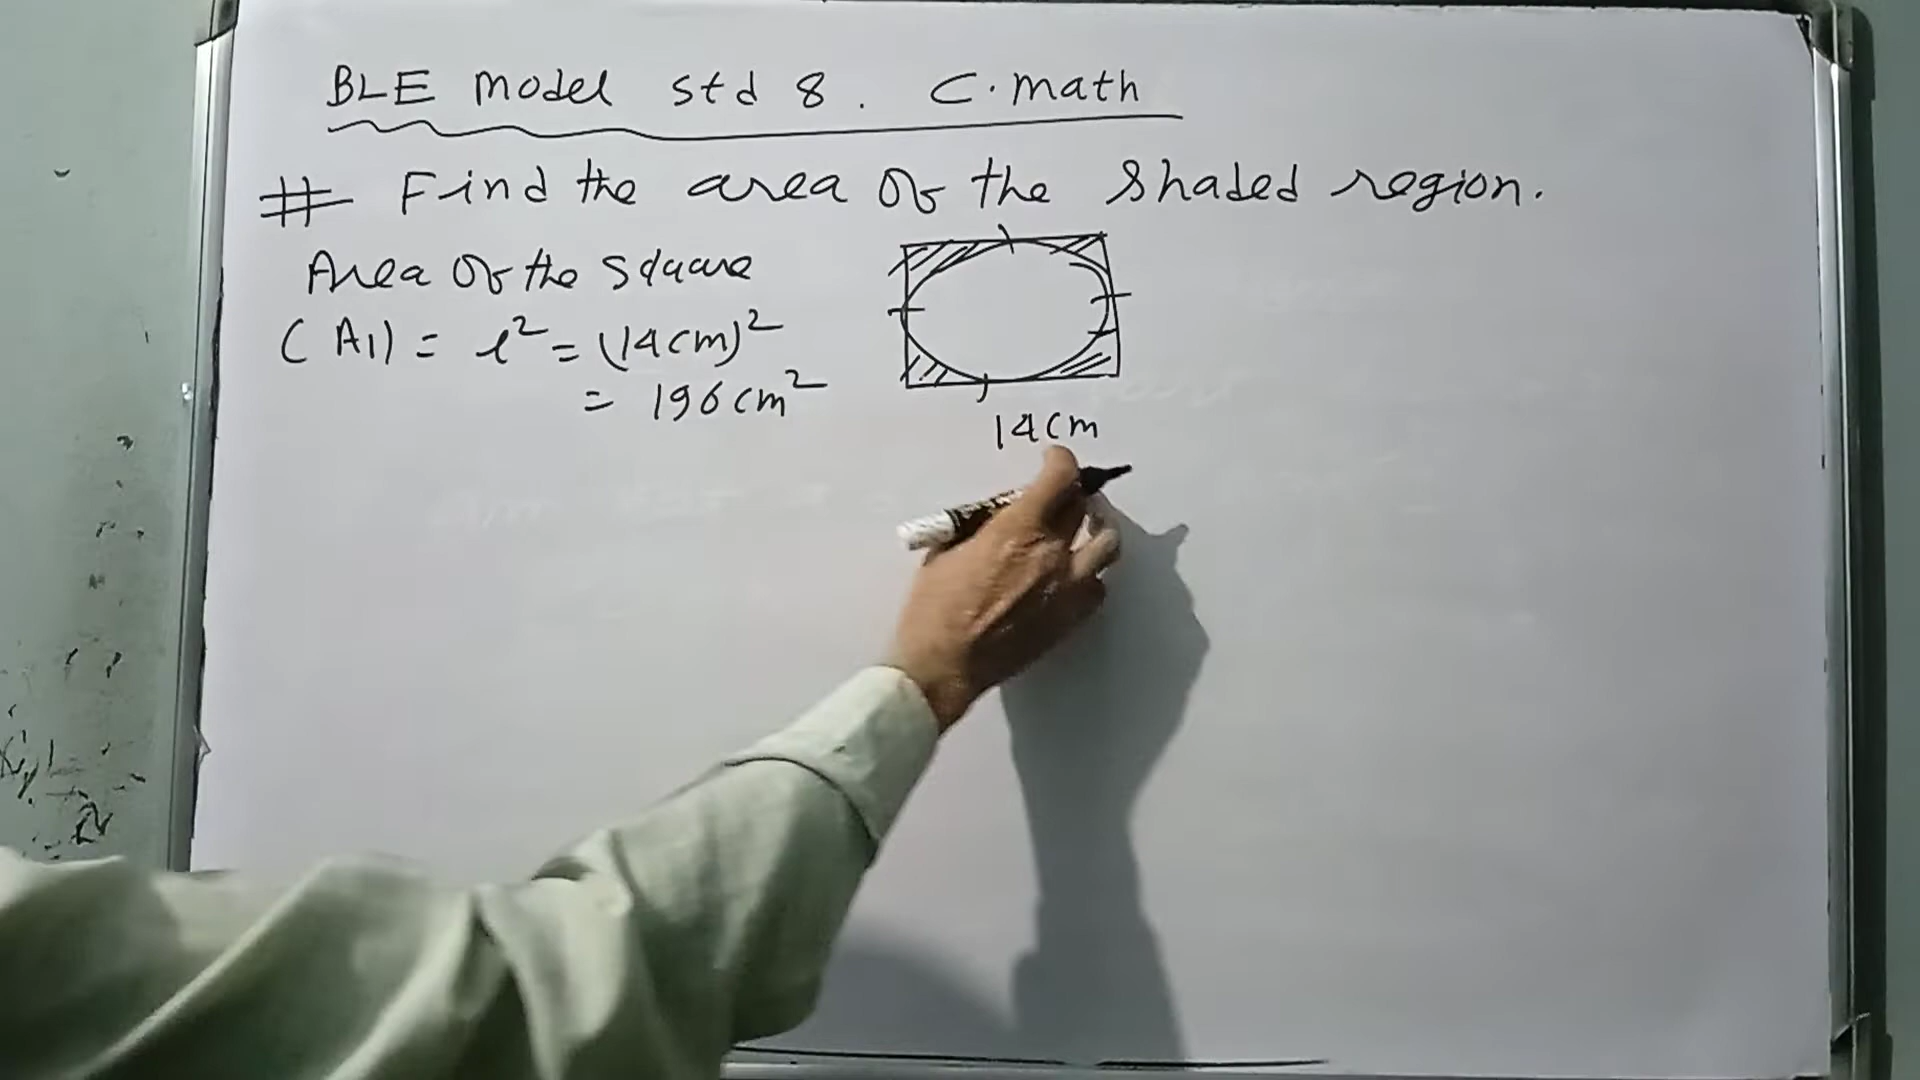 BLE model std 8. C.math
# Find the area of the shaded region.
Area of the square
(A1) = l² = (14cm)²
= 196cm²
14cm